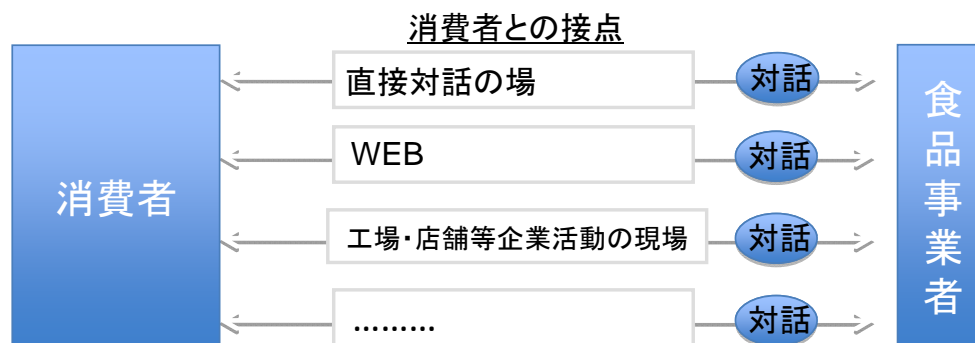 消費者との接点
消費者
直接対話の場
対話
WEB
対話
工場・店舗等企業活動の現場
対話
………
対話
食品事業者